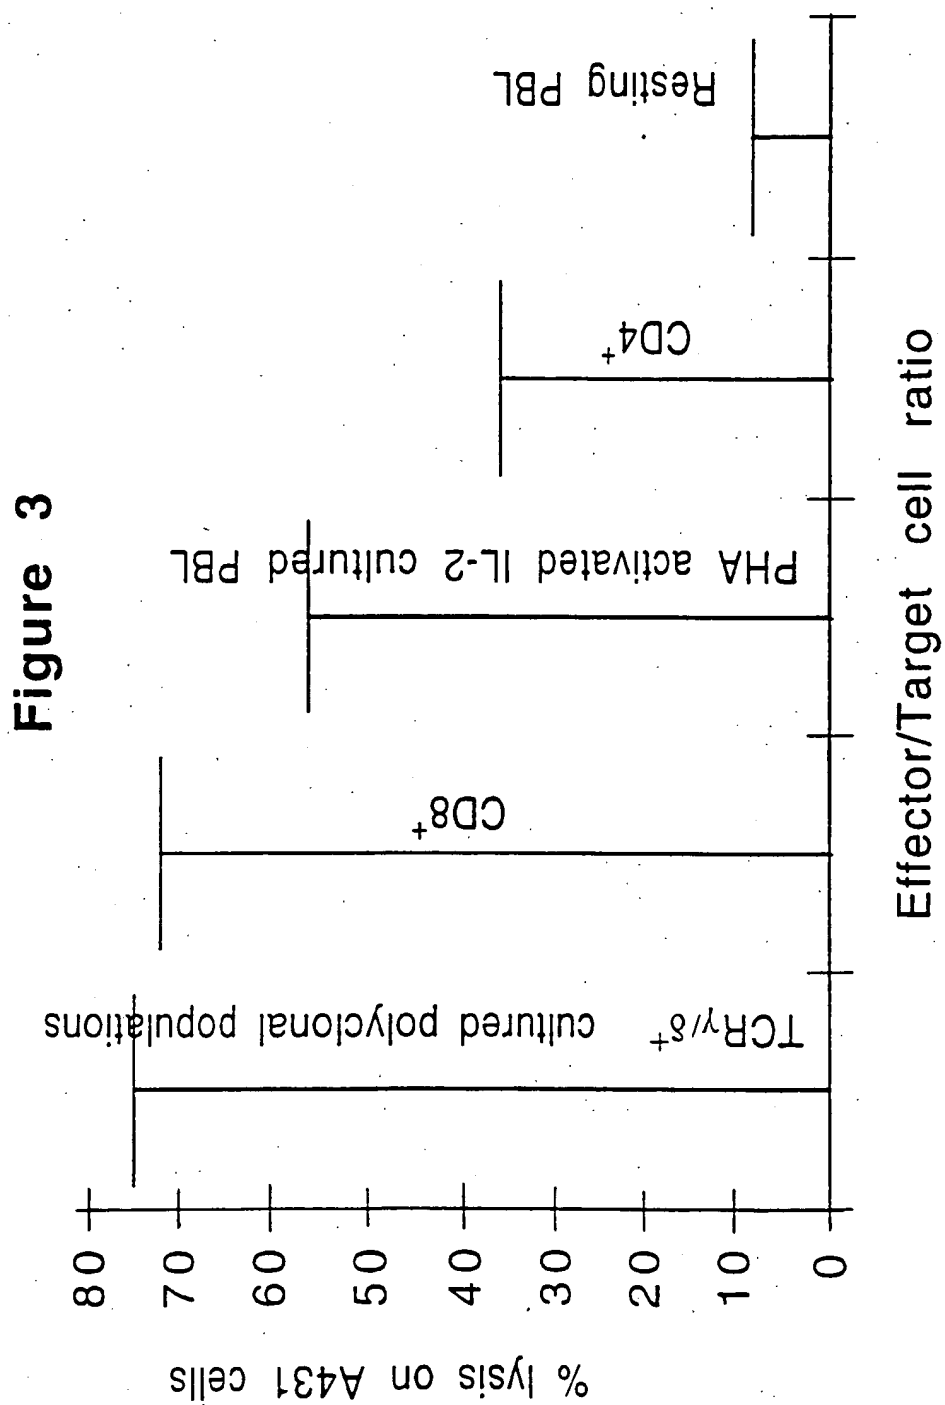 Figure 3
% lysis on A431 cells
80
70
60
50
40
30
20
10
0
TCRγ/δ+ cultured polyclonal populations
CD8+
PHA activated IL-2 cultured PBL
CD4+
Resting PBL
Effector/Target cell ratio